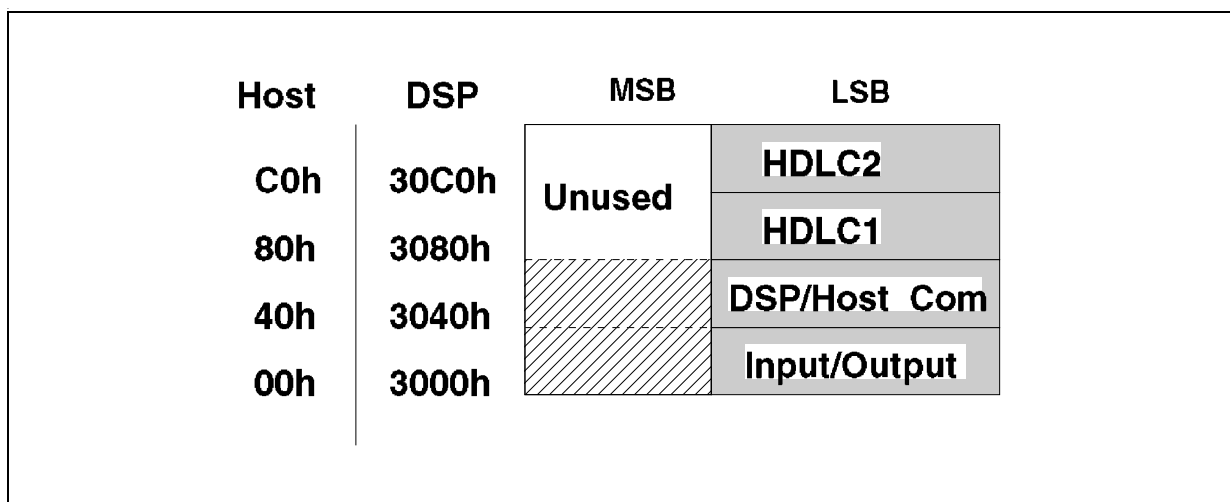 Host DSP MSB LSB
C0h 30C0h Unused HDLC2
80h 3080h HDLC1
40h 3040h DSP/Host Com
00h 3000h Input/Output